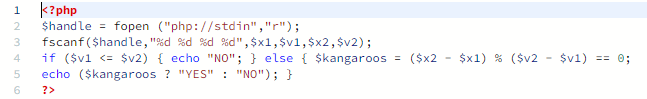 1 <?php
2 $handle = fopen ("php://stdin","r");
3 fscanf($handle,"%d %d %d %d",$x1,$v1,$x2,$v2);
4 if ($v1 <= $v2) { echo "NO"; } else { $kangaroos = ($x2 - $x1) % ($v2 - $v1) == 0;
5 echo ($kangaroos ? "YES" : "NO"); }
6 ?>